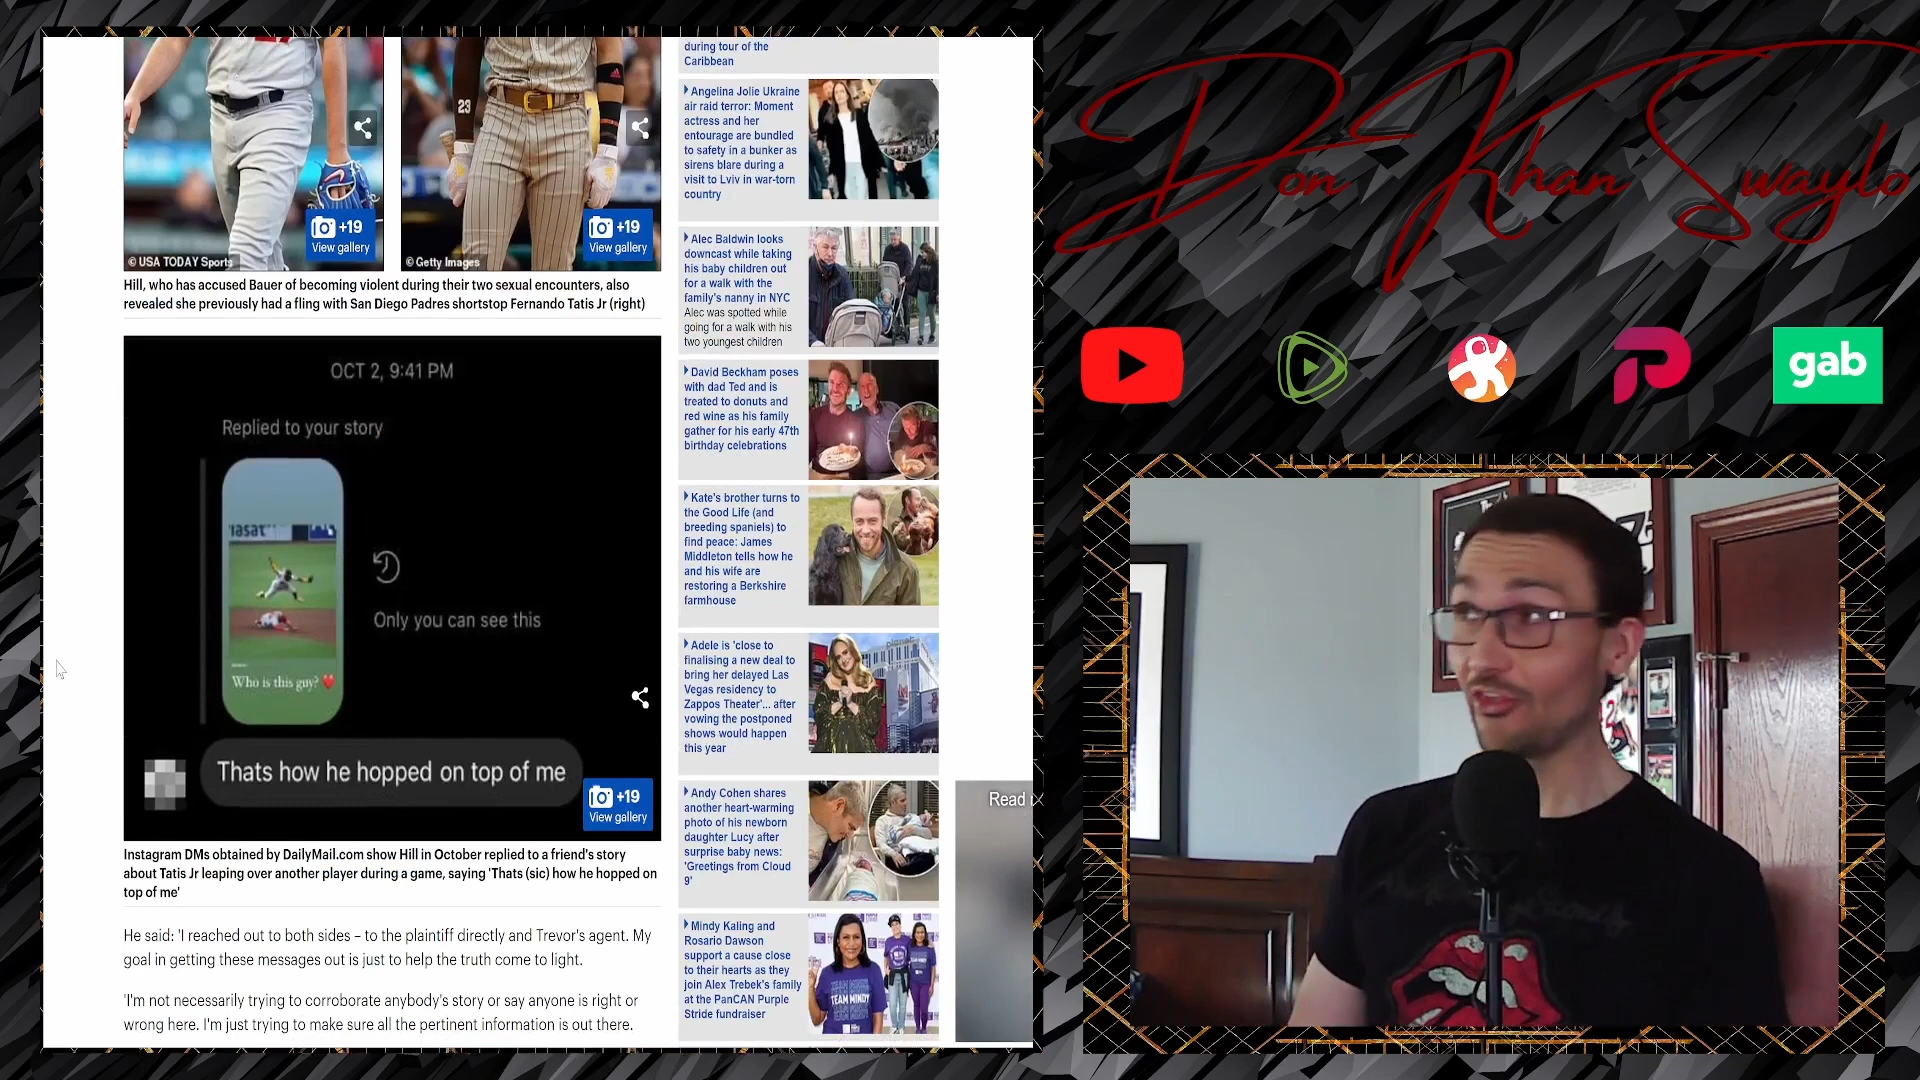 23
+19
View gallery
© USA TODAY Sports
+19
View gallery
© Getty Images
Hill, who has accused Bauer of becoming violent during their two sexual encounters, also
revealed she previously had a fling with San Diego Padres shortstop Fernando Tatis Jr (right)
OCT 2, 9:41 PM
Replied to your story
Only you can see this
Who is this guy? ❤
Thats how he hopped on top of me
+19
View gallery
Instagram DMs obtained by DailyMail.com show Hill in October replied to a friend's story
about Tatis Jr leaping over another player during a game, saying 'Thats (sic) how he hopped on
top of me'
He said: 'I reached out to both sides – to the plaintiff directly and Trevor's agent. My
goal in getting these messages out is just to help the truth come to light.
'I'm not necessarily trying to corroborate anybody's story or say anyone is right or
wrong here. I'm just trying to make sure all the pertinent information is out there.
during tour of the
Caribbean
Angelina Jolie Ukraine
air raid terror: Moment
actress and her
entourage are bundled
to safety in a bunker as
sirens blare during a
visit to Lviv in war-torn
country
Alec Baldwin looks
downcast while taking
his baby children out
for a walk with the
family's nanny in NYC
Alec was spotted while
going for a walk with his
two youngest children
David Beckham poses
with dad Ted and is
treated to donuts and
red wine as his family
gather for his early 47th
birthday celebrations
Kate's brother turns to
the Good Life (and
breeding spaniels) to
find peace: James
Middleton tells how he
and his wife are
restoring a Berkshire
farmhouse
Adele is 'close to
finalising a new deal to
bring her delayed Las
Vegas residency to
Zappos Theater'... after
vowing the postponed
shows would happen
this year
Andy Cohen shares
another heart-warming
photo of his newborn
daughter Lucy after
surprise baby news:
'Greetings from Cloud
9'
Mindy Kaling and
Rosario Dawson
support a cause close
to their hearts as they
join Alex Trebek's family
at the PanCAN Purple
Stride fundraiser
TEAM MINDY
Read
Don Khan Swaylo
gab